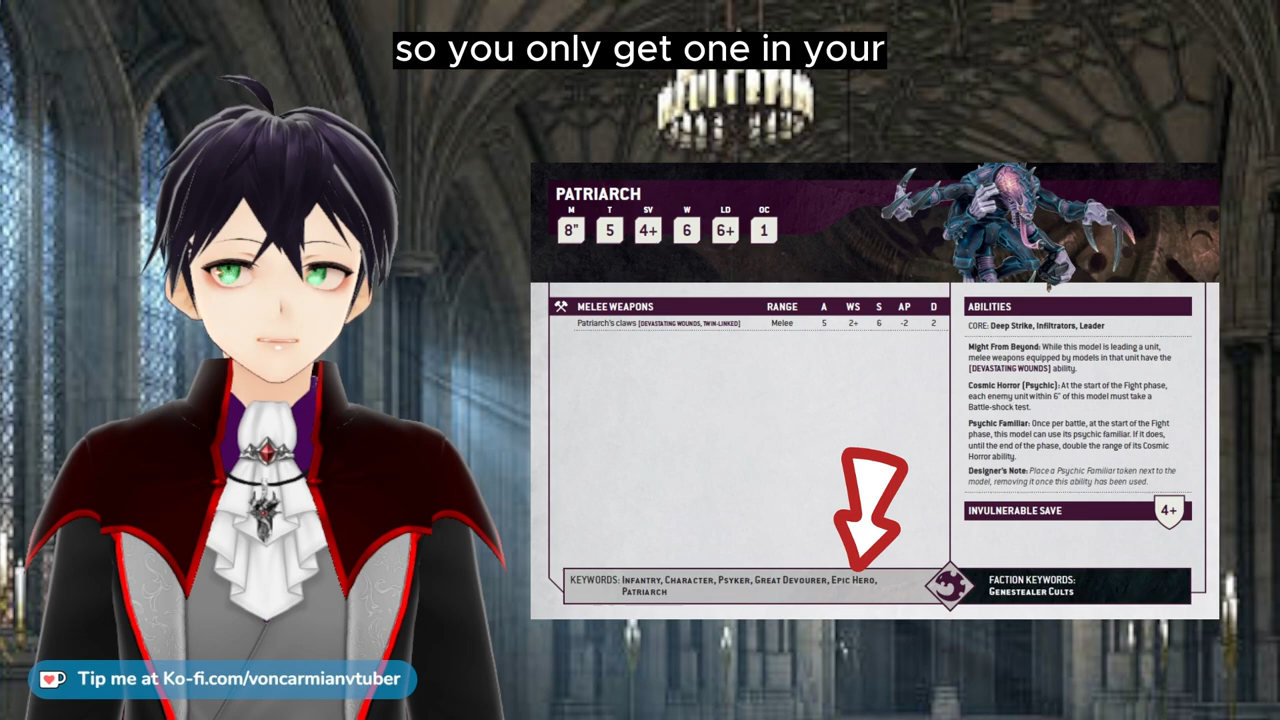 so you only get one in your
PATRIARCH
M T SV W LD OC
8" 5 4+ 6 6+ 1
MELEE WEAPONS RANGE A WS S AP D
Patriarch's claws [DEVASTATING WOUNDS, TWIN-LINKED] Melee 5 2+ 6 -2 2
ABILITIES
CORE: Deep Strike, Infiltrators, Leader
Might From Beyond: While this model is leading a unit,
melee weapons equipped by models in that unit have the
[DEVASTATING WOUNDS] ability.
Cosmic Horror (Psychic): At the start of the Fight phase,
each enemy unit within 6" of this model must take a
Battle-shock test.
Psychic Familiar: Once per battle, at the start of the Fight
phase, this model can use its psychic familiar. If it does,
until the end of the phase, double the range of its Cosmic
Horror ability.
Designer's Note: Place a Psychic Familiar token next to the
model, removing it once this ability has been used.
INVULNERABLE SAVE 4+
KEYWORDS: INFANTRY, CHARACTER, PSYKER, GREAT DEVOURER, EPIC HERO,
PATRIARCH
FACTION KEYWORDS:
GENESTEALER CULTS
Tip me at Ko-fi.com/voncarmianvtuber